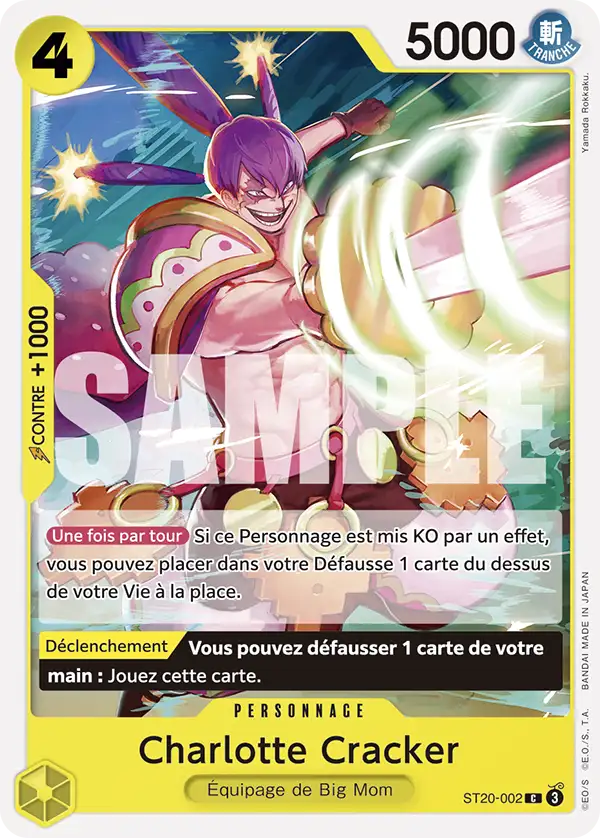 4
5000
斬
TRANCHE
Yamada Rokkaku.
CONTRE +1000
SAMPLE
Une fois par tour Si ce Personnage est mis KO par un effet,
vous pouvez placer dans votre Défausse 1 carte du dessus
de votre Vie à la place.
Déclenchement Vous pouvez défausser 1 carte de votre
main : Jouez cette carte.
PERSONNAGE
Charlotte Cracker
Équipage de Big Mom
ST20-002 C 3
©EO/S ©E.O./S., T.A. BANDAI MADE IN JAPAN